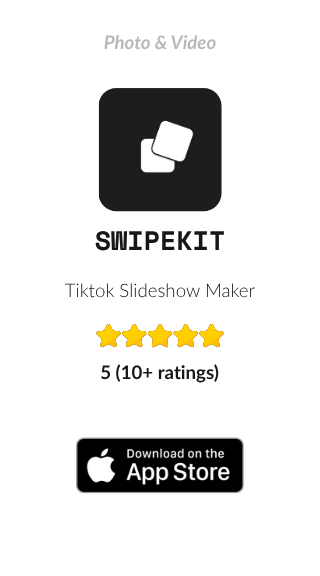 Photo & Video
SWIPEKIT
Tiktok Slideshow Maker
5 (10+ ratings)
Download on the
App Store